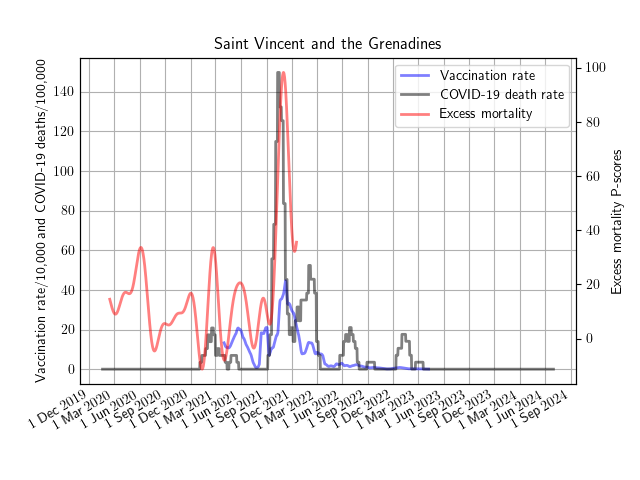 Saint Vincent and the Grenadines
Vaccination rate
COVID-19 death rate
Excess mortality
Vaccination rate/10,000 and COVID-19 deaths/100,000
140
120
100
80
60
40
20
0
Excess mortality P-scores
100
80
60
40
20
0
1 Dec 2019
1 Mar 2020
1 Jun 2020
1 Sep 2020
1 Dec 2020
1 Mar 2021
1 Jun 2021
1 Sep 2021
1 Dec 2021
1 Mar 2022
1 Jun 2022
1 Sep 2022
1 Dec 2022
1 Mar 2023
1 Jun 2023
1 Sep 2023
1 Dec 2023
1 Mar 2024
1 Jun 2024
1 Sep 2024